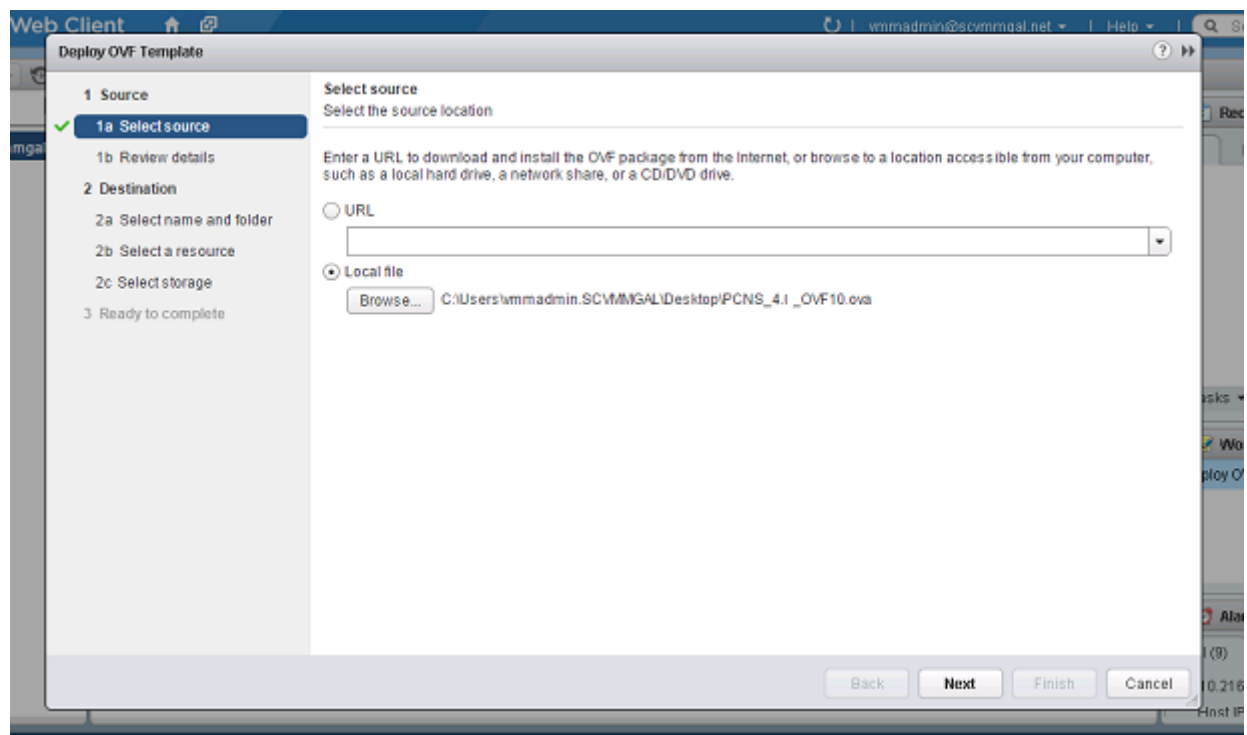 Web Client
vmmadmin@scvmmgal.net
Help
Deploy OVF Template
1 Source
1a Select source
1b Review details
2 Destination
2a Select name and folder
2b Select a resource
2c Select storage
3 Ready to complete
Select source
Select the source location
Enter a URL to download and install the OVF package from the Internet, or browse to a location accessible from your computer,
such as a local hard drive, a network share, or a CD/DVD drive.
URL
Local file
Browse... C:\Users\vmmadmin.SCVMMGAL\Desktop\PCNS_4.l _OVF10.ova
Back Next Finish Cancel
Rec
mgal
asks
Wo
ploy OV
Ala
l (9)
10.216
Host IP